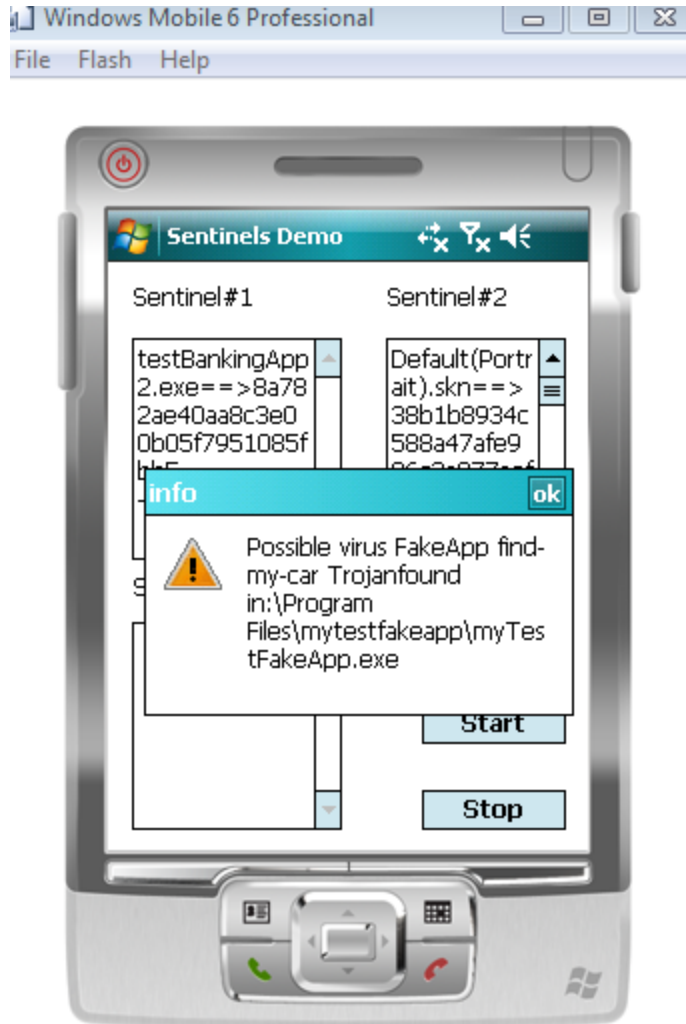 Windows Mobile 6 Professional
File Flash Help
Sentinels Demo
Sentinel#1
Sentinel#2
testBankingApp
2.exe==>8a78
2ae40aa8c3e0
0b05f7951085f
Default(Portr
ait).skn==>
38b1b8934c
588a47afe9
info
ok
Possible virus FakeApp find-
my-car Trojanfound
in:\Program
Files\mytestfakeapp\myTes
tFakeApp.exe
S
Start
Stop